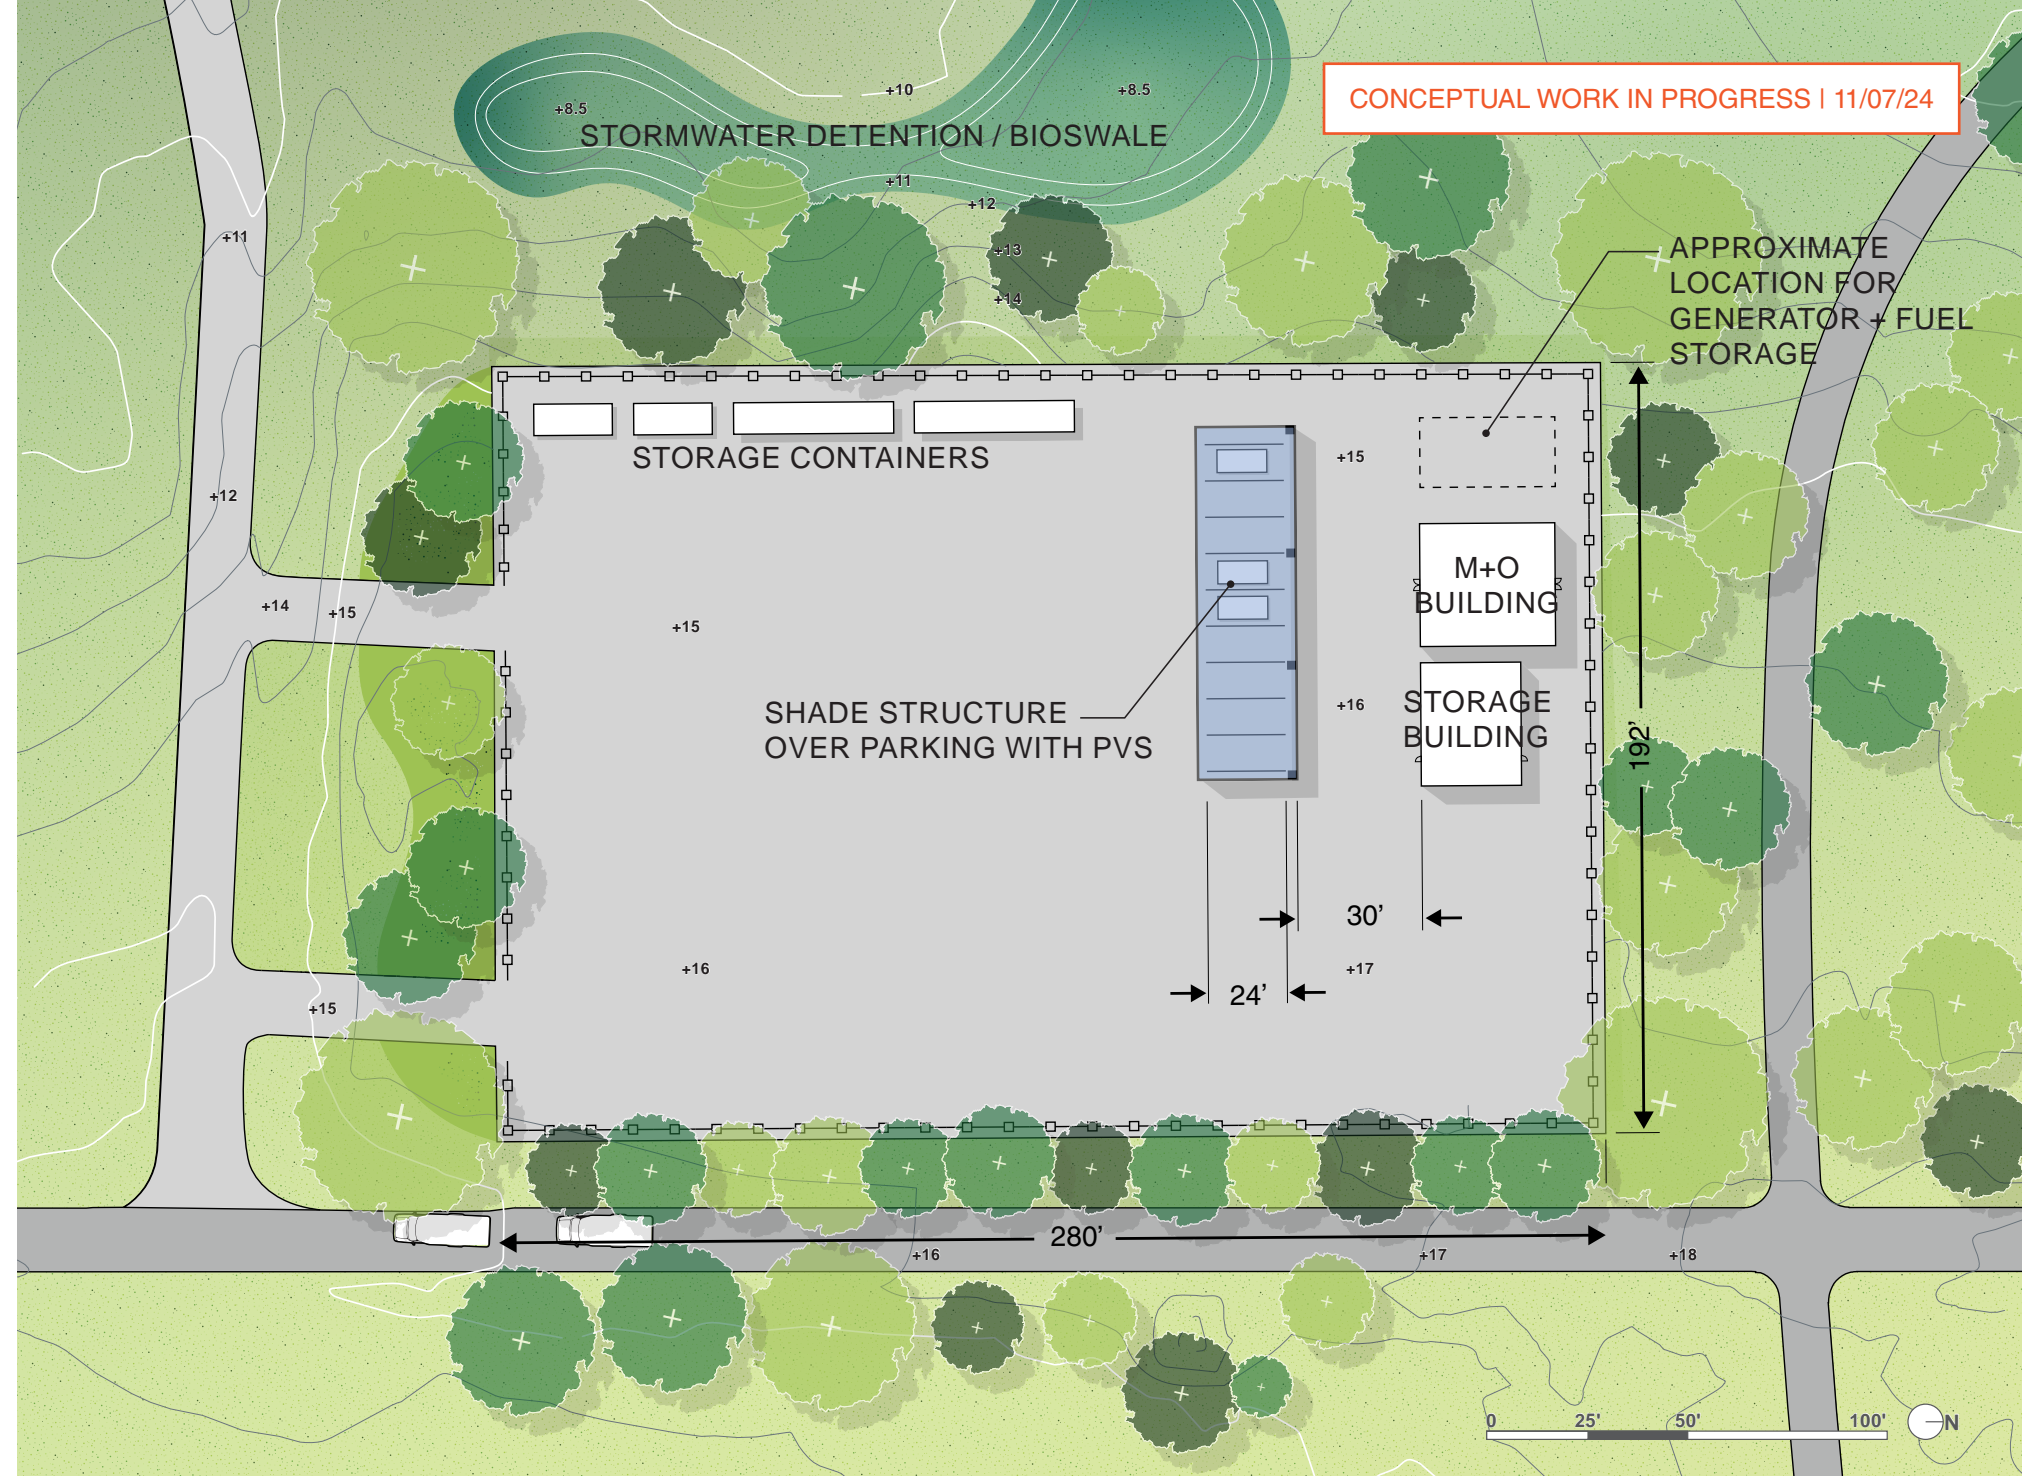 CONCEPTUAL WORK IN PROGRESS | 11/07/24
+10
+8.5
+8.5
STORMWATER DETENTION / BIOSWALE
+11
+12
+11
+13
+14
APPROXIMATE
LOCATION FOR
GENERATOR + FUEL
STORAGE
STORAGE CONTAINERS
+15
+12
M+O
BUILDING
+14
+15
+15
STORAGE
BUILDING
+16
SHADE STRUCTURE
OVER PARKING WITH PVS
192’
30’
+16
+17
24’
+15
280’
+16
+17
+18
0 25' 50' 100'
N